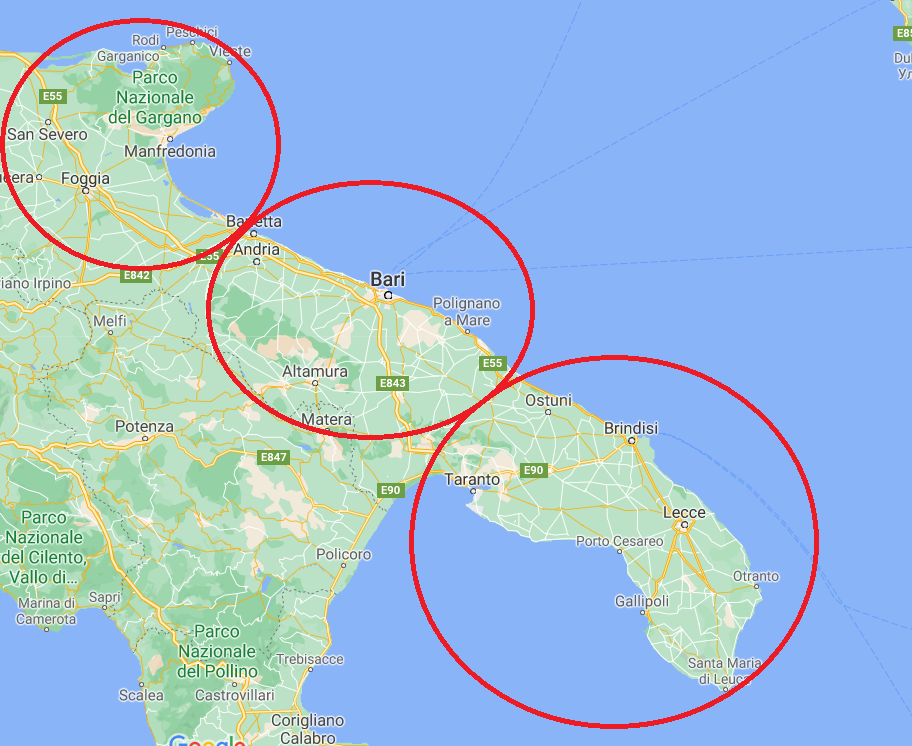 Rodi
Garganico
Peschici
Vieste
E55
Parco
Nazionale
del Gargano
San Severo
Manfredonia
cera
Foggia
E842
E55
Barletta
Andria
riano Irpino
Melfi
Bari
Polignano
a Mare
E55
Altamura
E843
Matera
Ostuni
Potenza
E847
Brindisi
E90
Taranto
E90
Lecce
Parco
Nazionale
del Cilento,
Vallo di...
Porto Cesareo
Policoro
Otranto
Marina di
Camerota
Sapri
Gallipoli
Parco
Nazionale
del Pollino
Trebisacce
Santa Maria
di Leuca
Scalea
Castrovillari
Corigliano
Calabro
Google